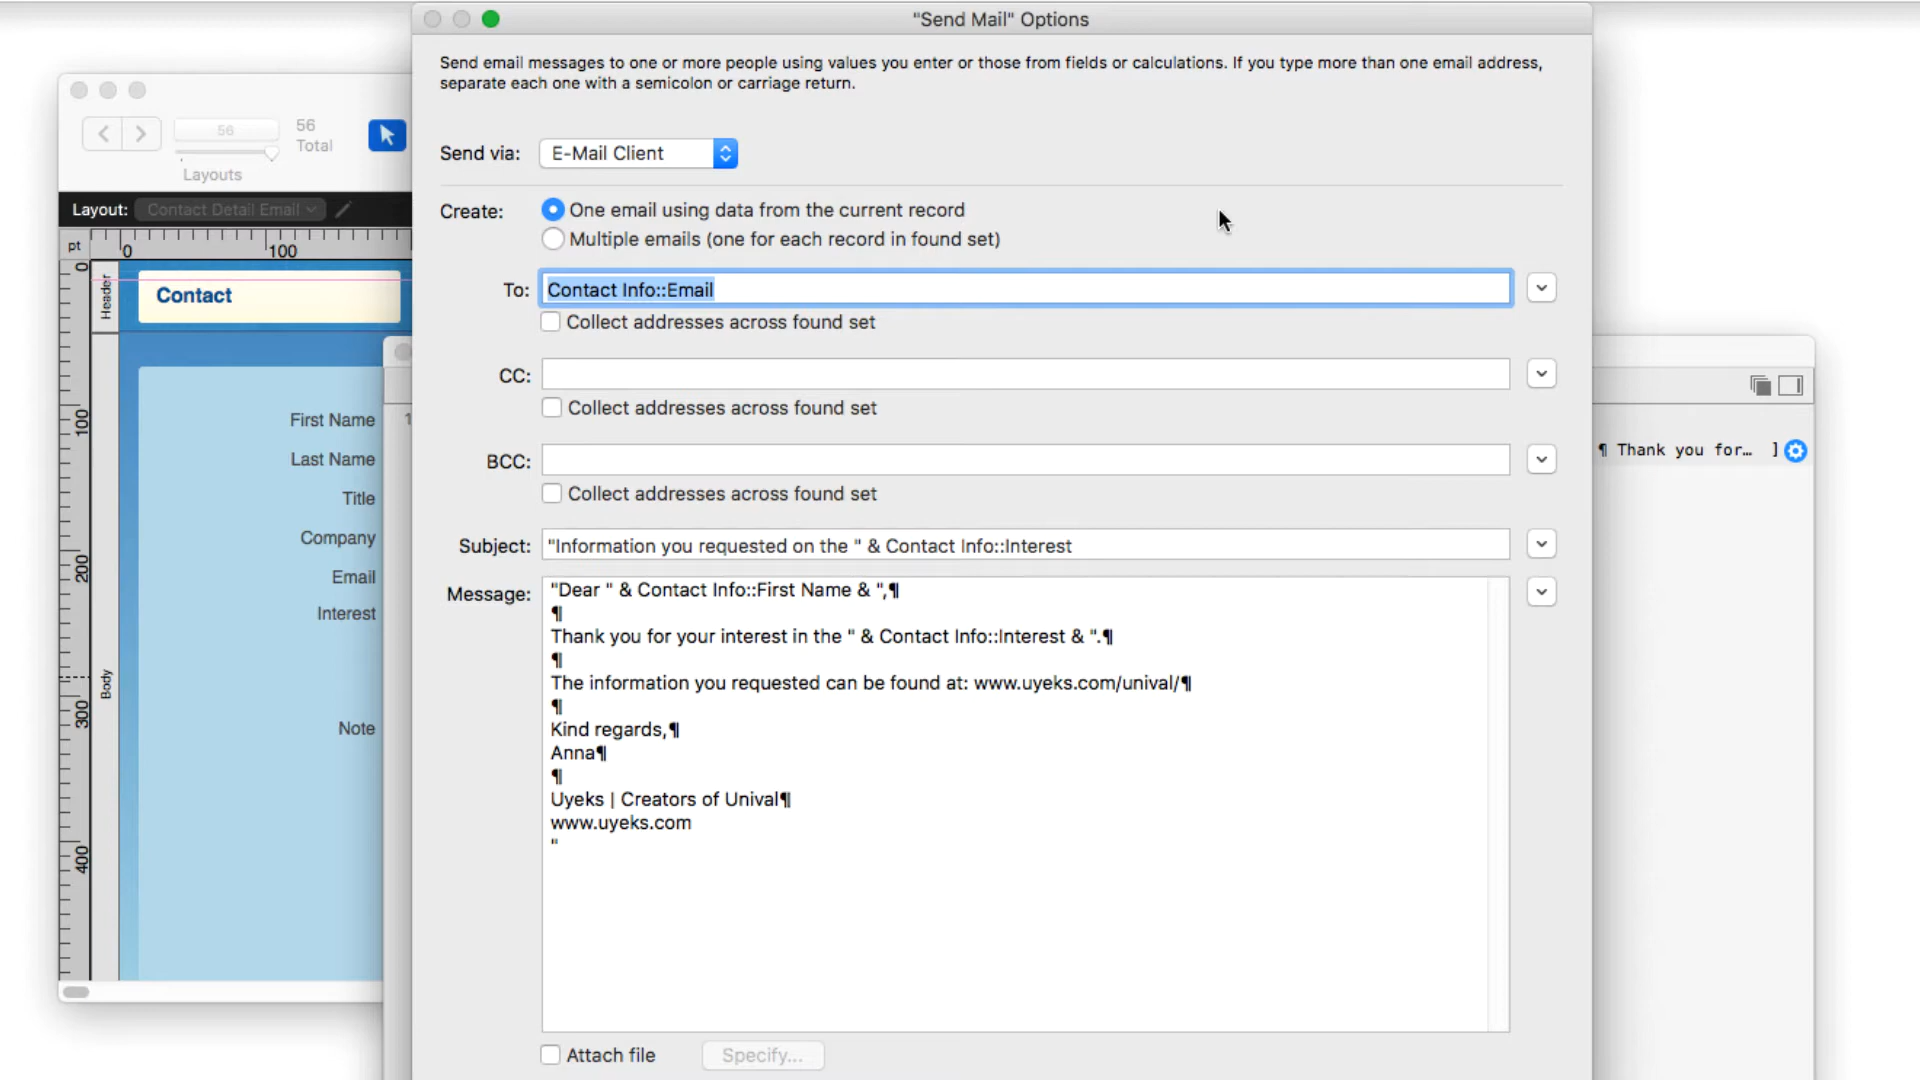 "Send Mail" Options
Send email messages to one or more people using values you enter or those from fields or calculations. If you type more than one email address,
separate each one with a semicolon or carriage return.
Send via: E-Mail Client
Create: One email using data from the current record
Multiple emails (one for each record in found set)
To: Contact Info::Email
Collect addresses across found set
CC:
Collect addresses across found set
BCC:
Collect addresses across found set
Subject: "Information you requested on the " & Contact Info::Interest
Message: "Dear " & Contact Info::First Name & ",¶
¶
Thank you for your interest in the " & Contact Info::Interest & ".¶
¶
The information you requested can be found at: www.uyeks.com/unival/¶
¶
Kind regards,¶
Anna¶
¶
Uyeks | Creators of Unival¶
www.uyeks.com
"
Attach file Specify...
56
56
Total
Layouts
Layout: Contact Detail Email
pt 0 100
0
100
200
300
400
Header
Body
Contact
First Name
Last Name
Title
Company
Email
Interest
Note
1
¶ Thank you for… ]